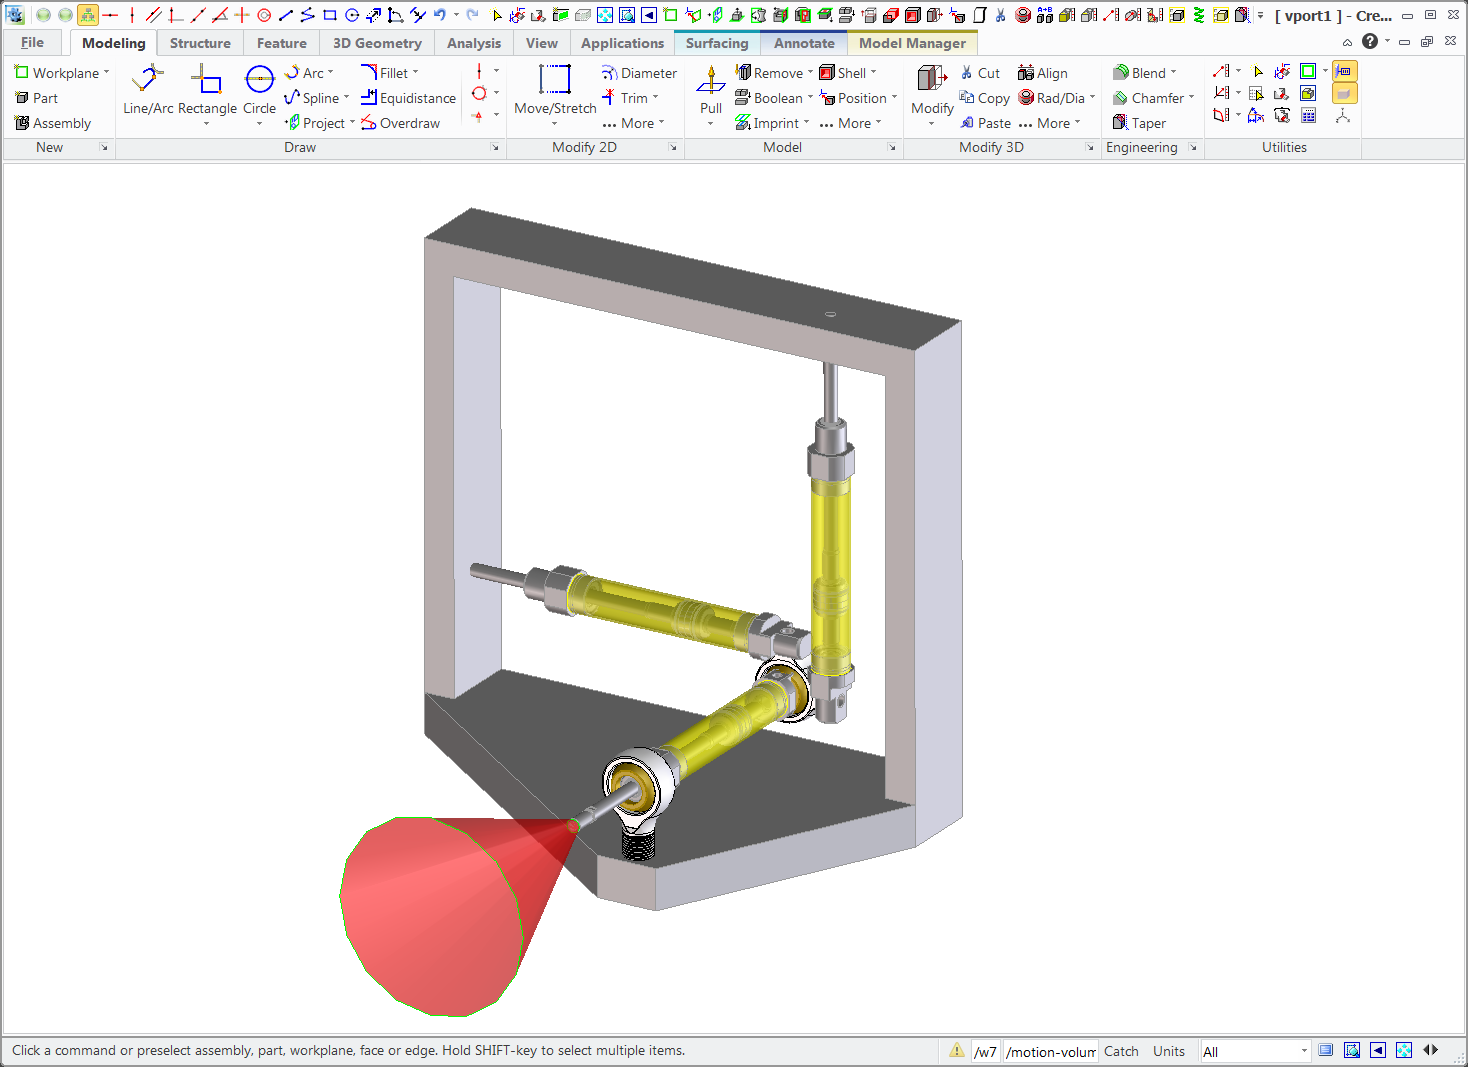 [ vport1 ] - Cre...
File Modeling Structure Feature 3D Geometry Analysis View Applications Surfacing Annotate Model Manager
Workplane Arc Fillet Diameter Remove Shell Cut Align Blend
Part Line/Arc Rectangle Circle Spline Equidistance Move/Stretch Trim Pull Boolean Position Modify Copy Rad/Dia Chamfer
Assembly Project Overdraw ... More Imprint ... More Paste ... More Taper
New Draw Modify 2D Model Modify 3D Engineering Utilities
Click a command or preselect assembly, part, workplane, face or edge. Hold SHIFT-key to select multiple items. /w7 /motion-volum Catch Units All